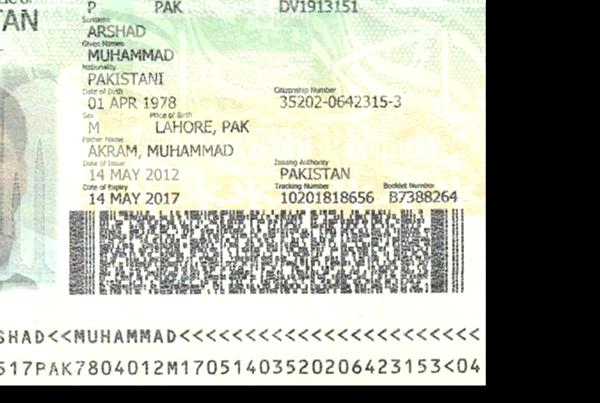 TAN
P PAK DV1913151
Surname
ARSHAD
Given Names
MUHAMMAD
Nationality
PAKISTANI
Date of Birth Citizenship Number
01 APR 1978 35202-0642315-3
Sex Place of Birth
M LAHORE, PAK
Father Name
AKRAM, MUHAMMAD
Date of Issue Issuing Authority
14 MAY 2012 PAKISTAN
Date of Expiry Tracking Number Booklet Number
14 MAY 2017 10201818656 B7388264
SHAD<<MUHAMMAD<<<<<<<<<<<<<<<<<<<<<<<
517PAK7804012M17051403520206423153<04